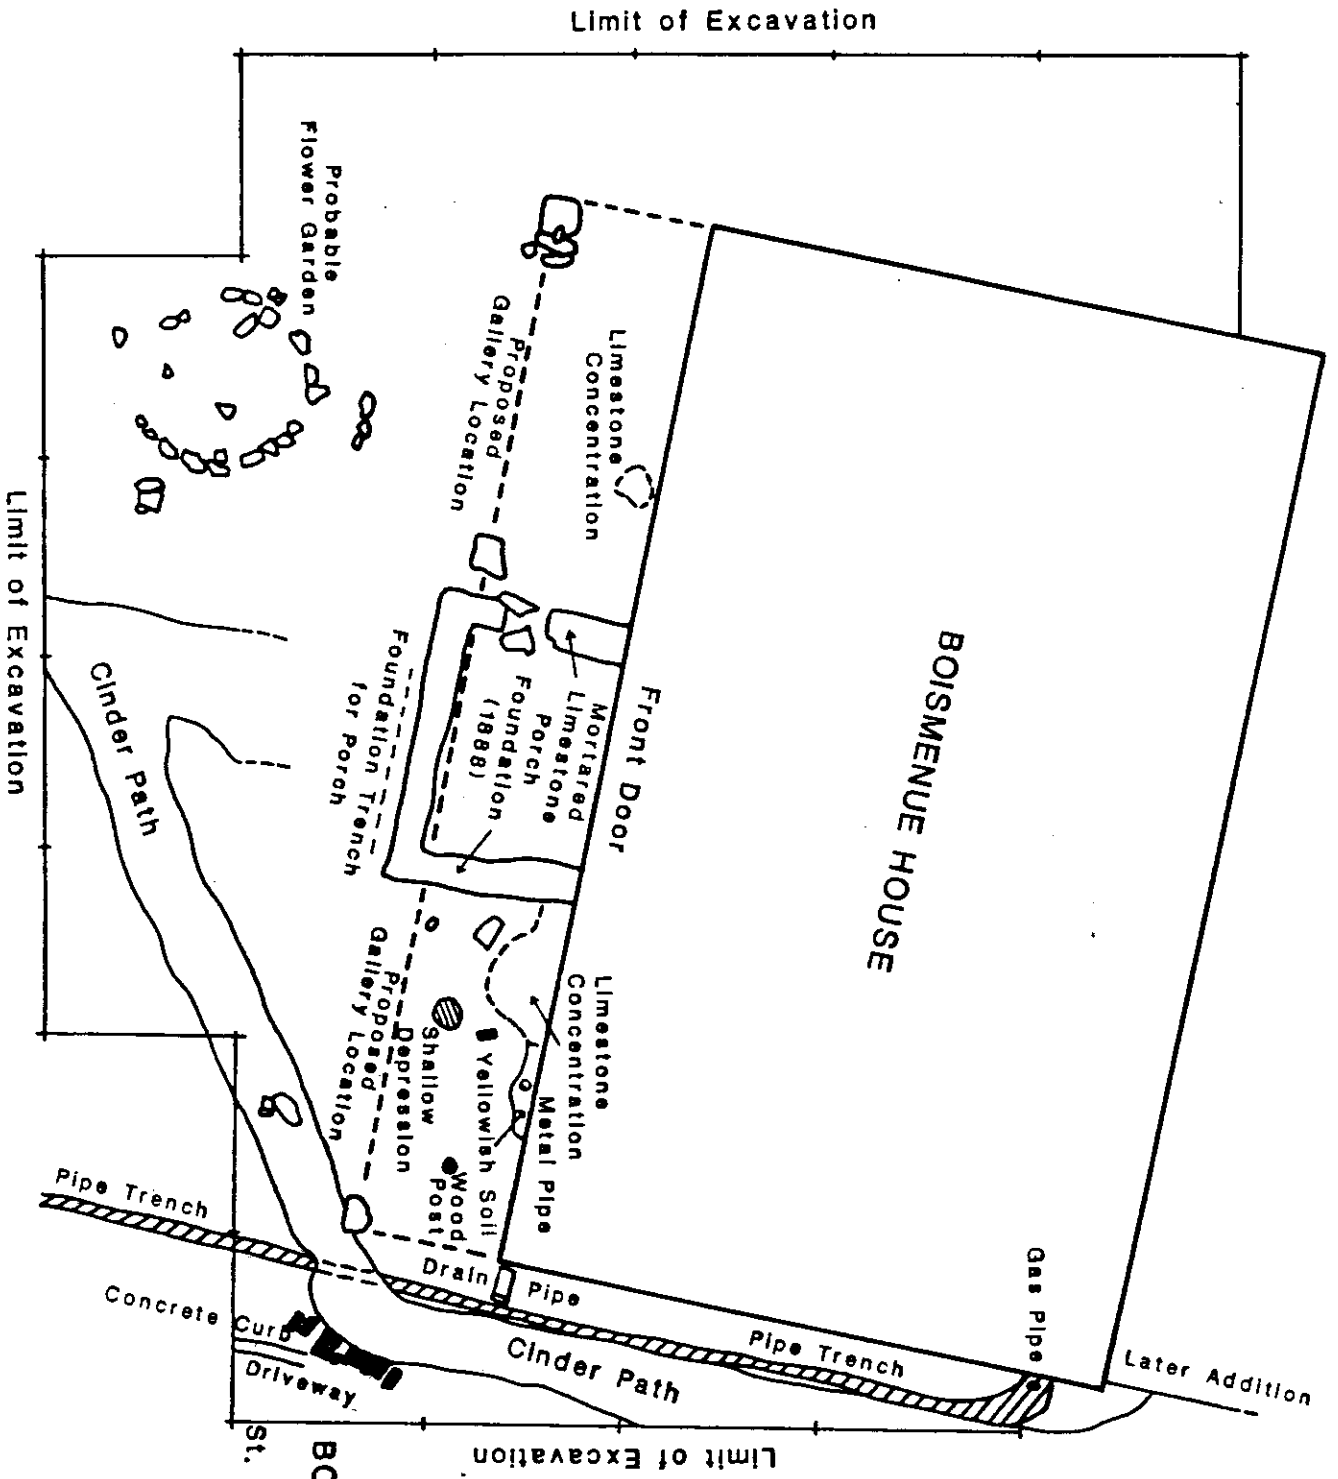 Limit of Excavation
Probable
Flower Garden
Proposed
Gallery Location
Limestone
Concentration
BOISMENUE HOUSE
Limit of Excavation
Cinder Path
Foundation Trench
for Porch
Front Door
Mortared
Limestone
Porch
Foundation
(1888)
Proposed
Gallery Location
Limestone
Concentration
Shallow
Depression
Yellowish Soil
Metal Pipe
Wood
Post
Pipe Trench
Drain Pipe
Gas Pipe
Pipe Trench
Later Addition
Concrete Curb
Driveway
Cinder Path
Limit of Excavation
BO
St.